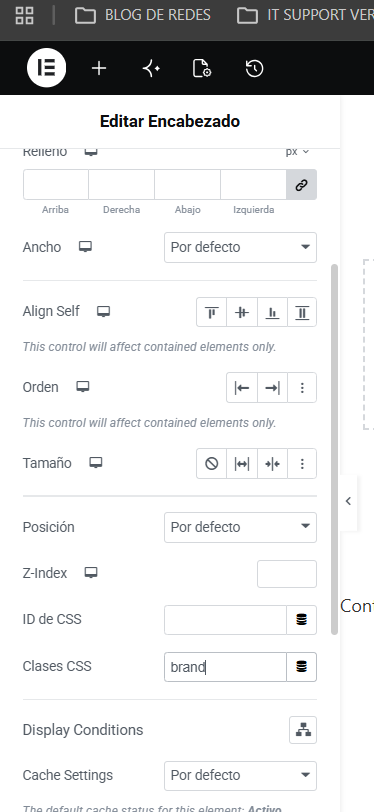 BLOG DE REDES
IT SUPPORT VER
Editar Encabezado
Relleno px
Arriba Derecha Abajo Izquierda
Ancho Por defecto
Align Self
This control will affect contained elements only.
Orden
This control will affect contained elements only.
Tamaño
Posición Por defecto
Z-Index
ID de CSS
Cont
Clases CSS brand
Display Conditions
Cache Settings Por defecto
The default cache status for this element: Activo